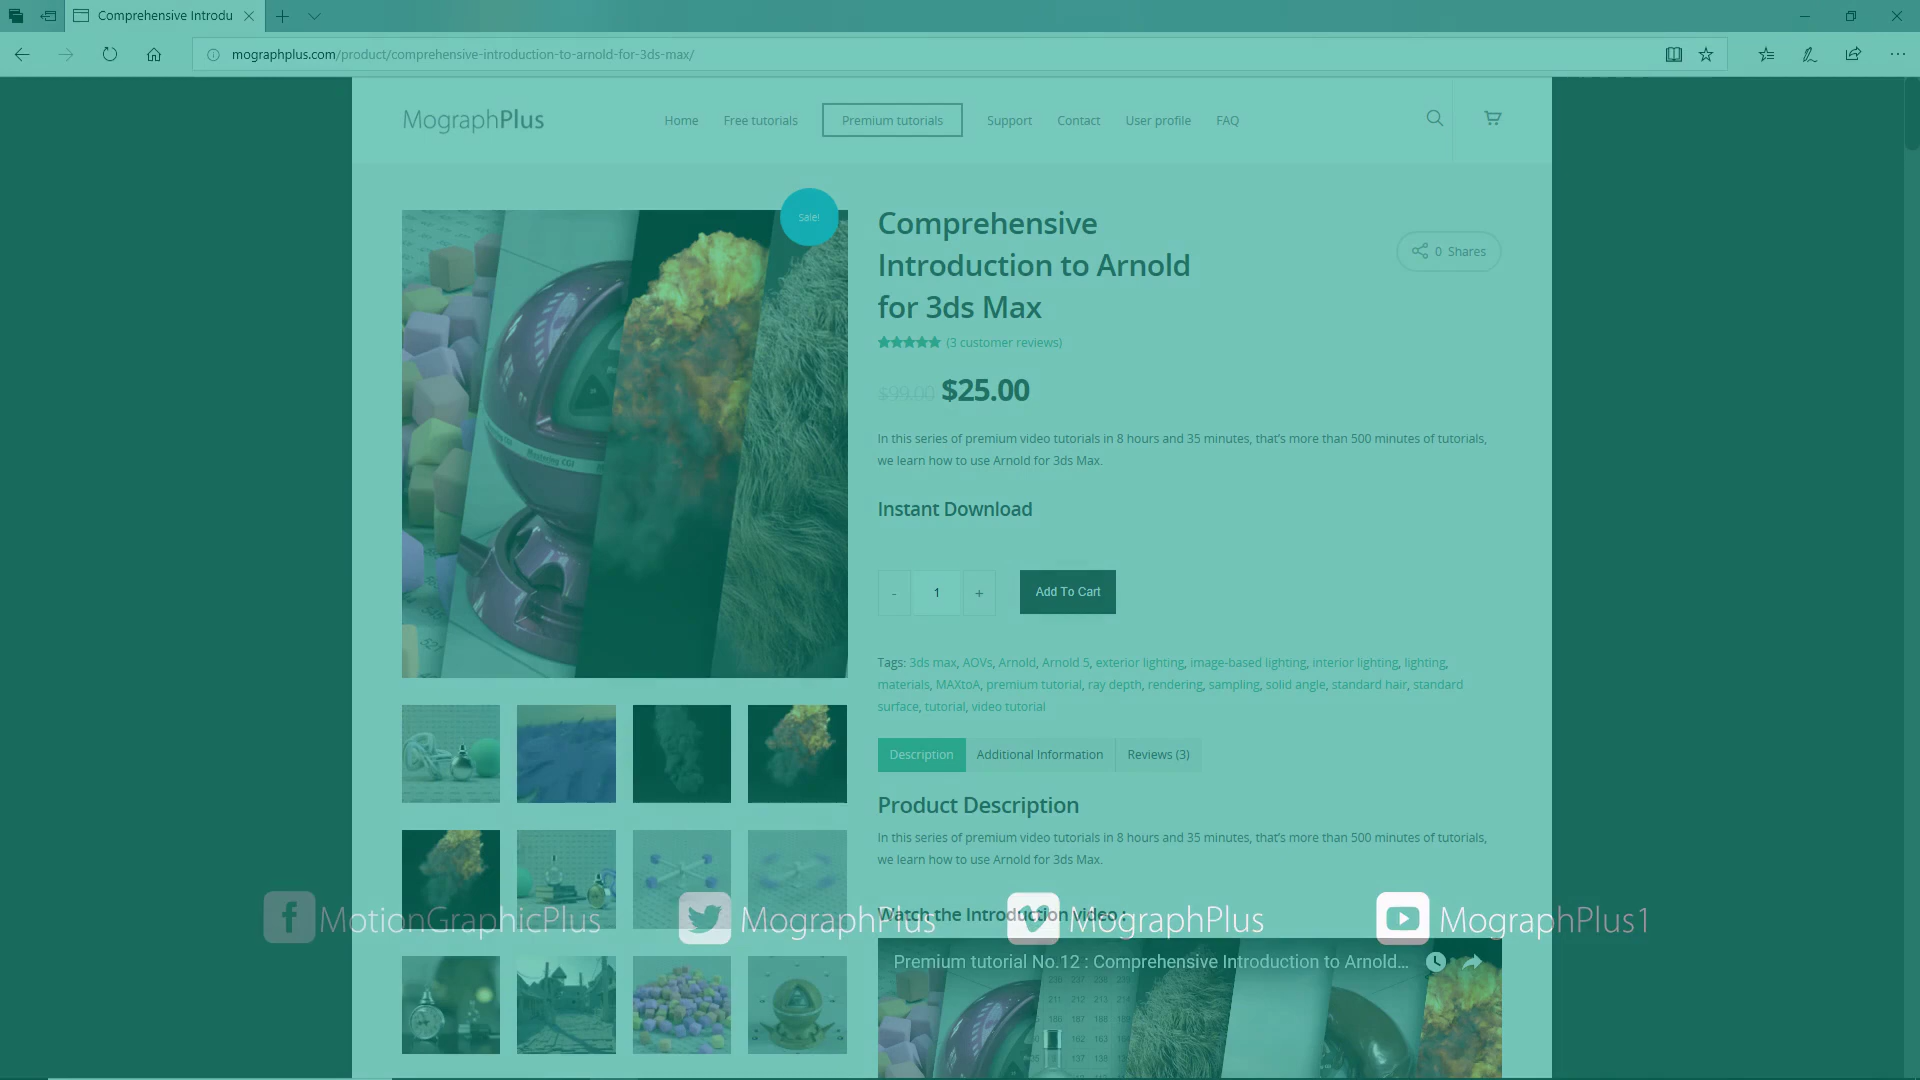 Comprehensive Introdu
mographplus.com/product/comprehensive-introduction-to-arnold-for-3ds-max/
MographPlus
Home
Free tutorials
Premium tutorials
Support
Contact
User profile
FAQ
Sale!
Mastering CGI
Comprehensive
Introduction to Arnold
for 3ds Max
0 Shares
(3 customer reviews)
$99.00 $25.00
In this series of premium video tutorials in 8 hours and 35 minutes, that's more than 500 minutes of tutorials,
we learn how to use Arnold for 3ds Max.
Instant Download
- 1 +
Add To Cart
Tags: 3ds max, AOVs, Arnold, Arnold 5, exterior lighting, image-based lighting, interior lighting, lighting,
materials, MAXtoA, premium tutorial, ray depth, rendering, sampling, solid angle, standard hair, standard
surface, tutorial, video tutorial
Description
Additional Information
Reviews (3)
Product Description
In this series of premium video tutorials in 8 hours and 35 minutes, that's more than 500 minutes of tutorials,
we learn how to use Arnold for 3ds Max.
Watch the Introduction video :
MotionGraphicPlus
MographPlus
MographPlus
MographPlus1
Premium tutorial No.12 : Comprehensive Introduction to Arnold...